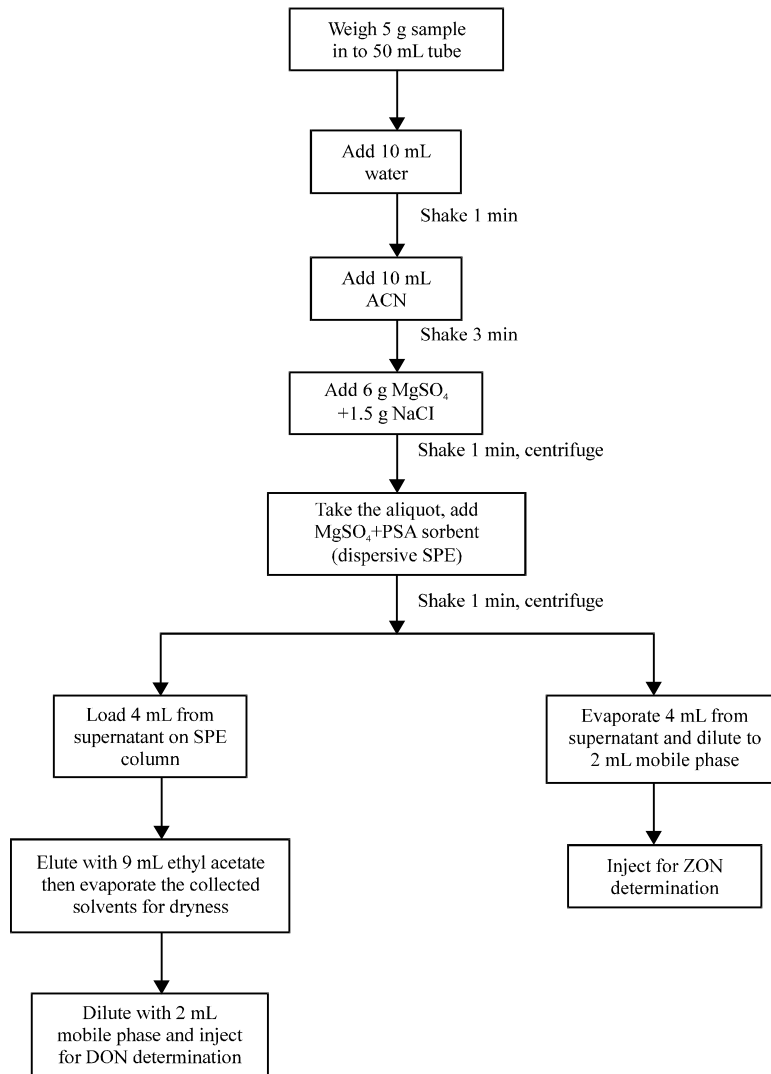 Weigh 5 g sample
in to 50 mL tube
Add 10 mL
water
Shake 1 min
Add 10 mL
ACN
Shake 3 min
Add 6 g MgSO₄
+1.5 g NaCI
Shake 1 min, centrifuge
Take the aliquot, add
MgSO₄+PSA sorbent
(dispersive SPE)
Shake 1 min, centrifuge
Load 4 mL from
supernatant on SPE
column
Elute with 9 mL ethyl acetate
then evaporate the collected
solvents for dryness
Dilute with 2 mL
mobile phase and inject
for DON determination
Evaporate 4 mL from
supernatant and dilute to
2 mL mobile phase
Inject for ZON
determination